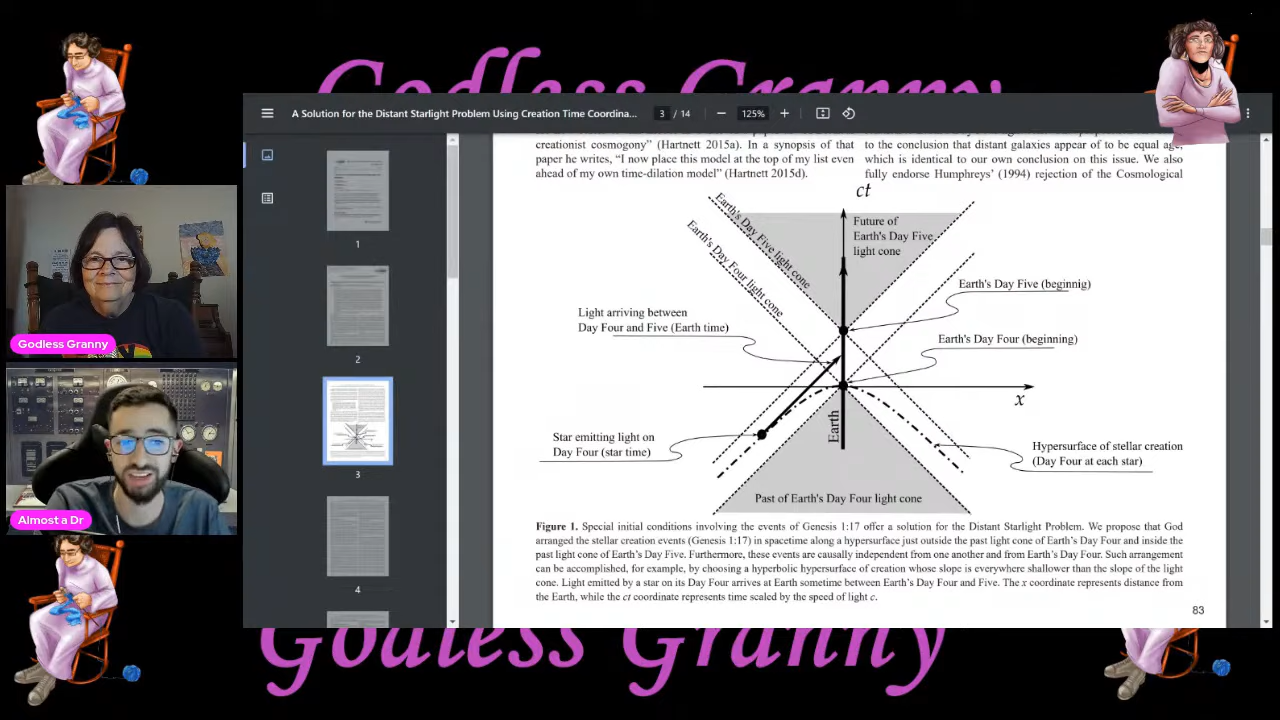 Godless Granny
A Solution for the Distant Starlight Problem Using Creation Time Coordina...
3 / 14
125%
creationist cosmogony” (Hartnett 2015a). In a synopsis of that
paper he writes, “I now place this model at the top of my list even
ahead of my own time-dilation model” (Hartnett 2015d).
to the conclusion that distant galaxies appear of to be equal age,
which is identical to our own conclusion on this issue. We also
fully endorse Humphreys’ (1994) rejection of the Cosmological
ct
Earth's Day Five light cone
Earth's Day Four light cone
Future of
Earth's Day Five
light cone
Earth's Day Five (beginnig)
Light arriving between
Day Four and Five (Earth time)
Earth's Day Four (beginning)
x
Earth
Star emitting light on
Day Four (star time)
Hypersurface of stellar creation
(Day Four at each star)
Past of Earth's Day Four light cone
Figure 1. Special initial conditions involving the events of Genesis 1:17 offer a solution for the Distant Starlight Problem. We propose that God
arranged the stellar creation events (Genesis 1:17) in spacetime along a hypersurface just outside the past light cone of Earth’s Day Four and inside the
past light cone of Earth’s Day Five. Furthermore, these events are causally independent from one another and from Earth’s Day Four. Such arrangement
can be accomplished, for example, by choosing a hyperbolic hypersurface of creation whose slope is everywhere shallower than the slope of the light
cone. Light emitted by a star on its Day Four arrives at Earth sometime between Earth’s Day Four and Five. The x coordinate represents distance from
the Earth, while the ct coordinate represents time scaled by the speed of light c.
83
1
2
3
4
Godless Granny
Almost a Dr
Godless Granny